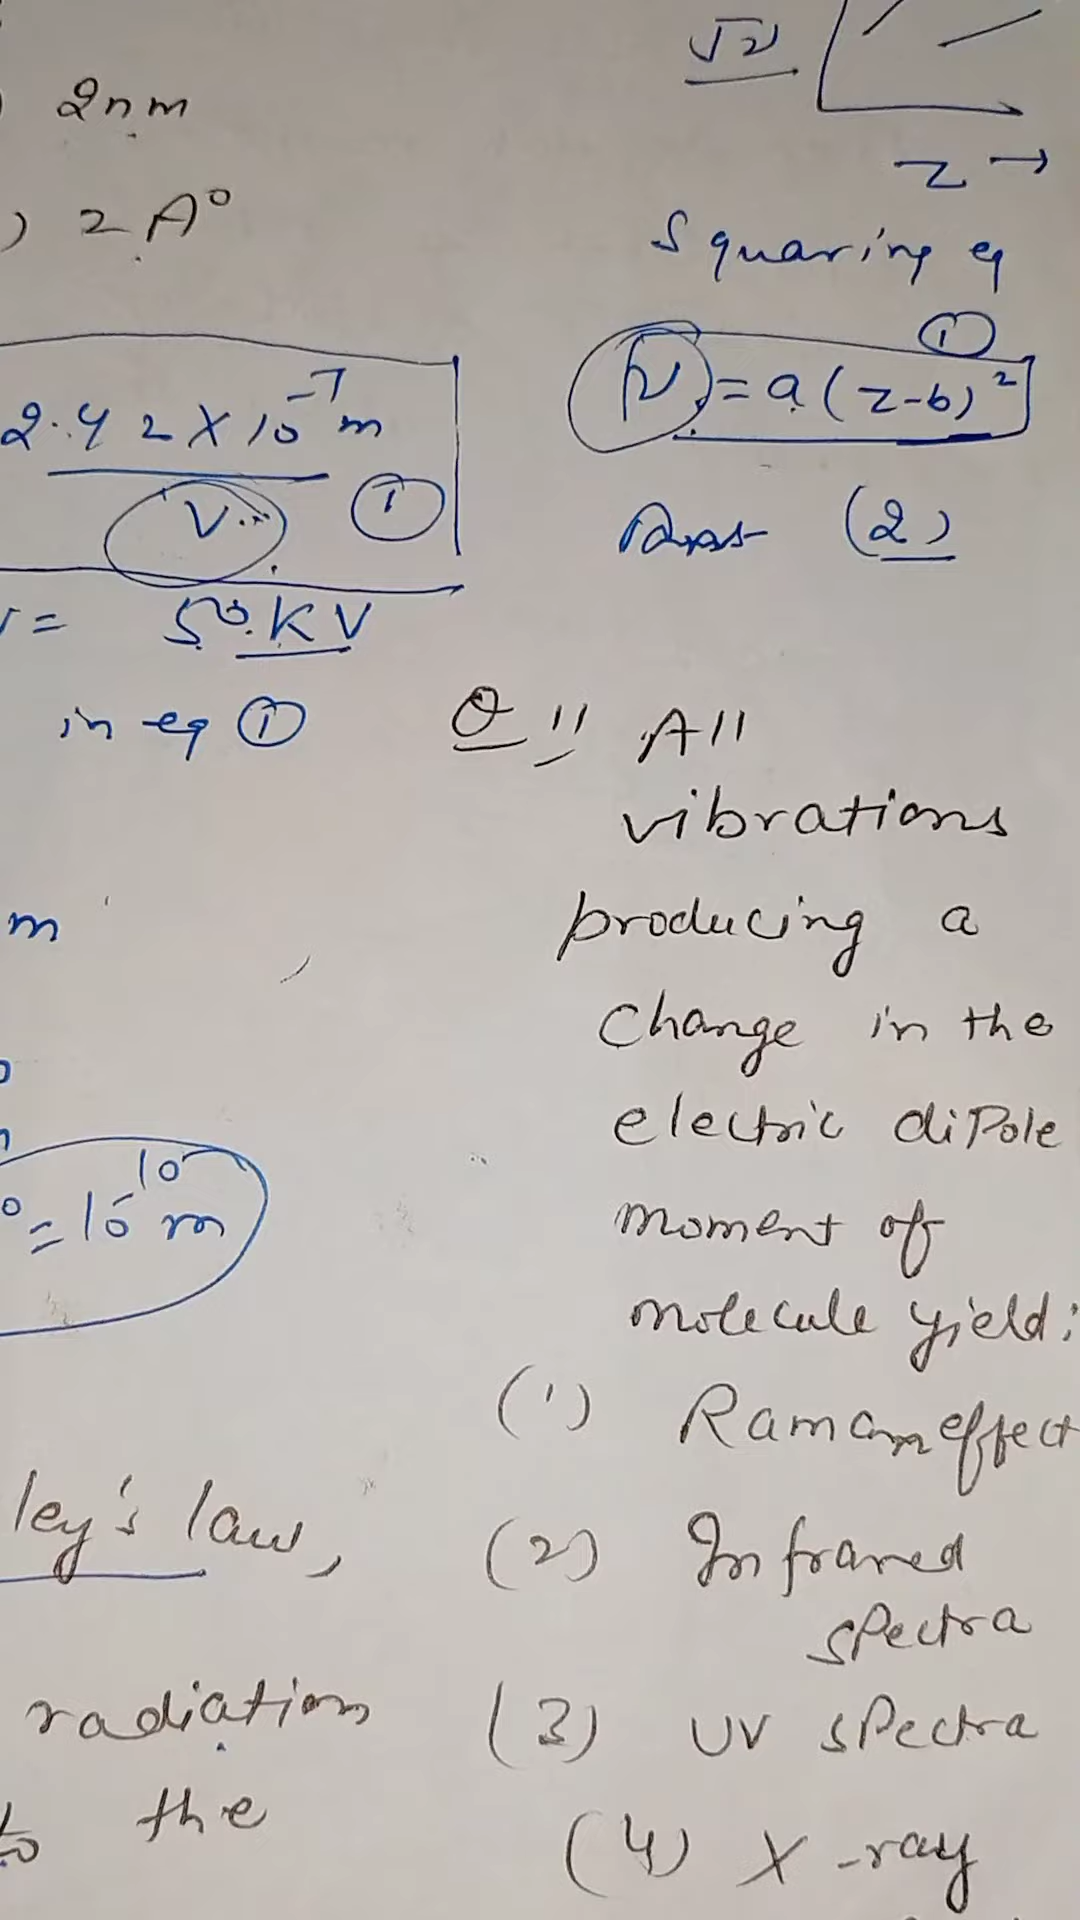 2nm
) 2 A°
2.42 × 10⁻⁷ m
V
①
= 50 KV
in eq ①
m
10
= 10⁻ m
ley's law,
radiation
the
√ν
Z →
Squaring eq
①
ν = a (z-b)²
(2)
Q 11 All
vibrations
producing a
change in the
electric dipole
moment of
molecule yield:
(1) Raman effect
(2) Infrared
spectra
(3) UV spectra
(4) X-ray